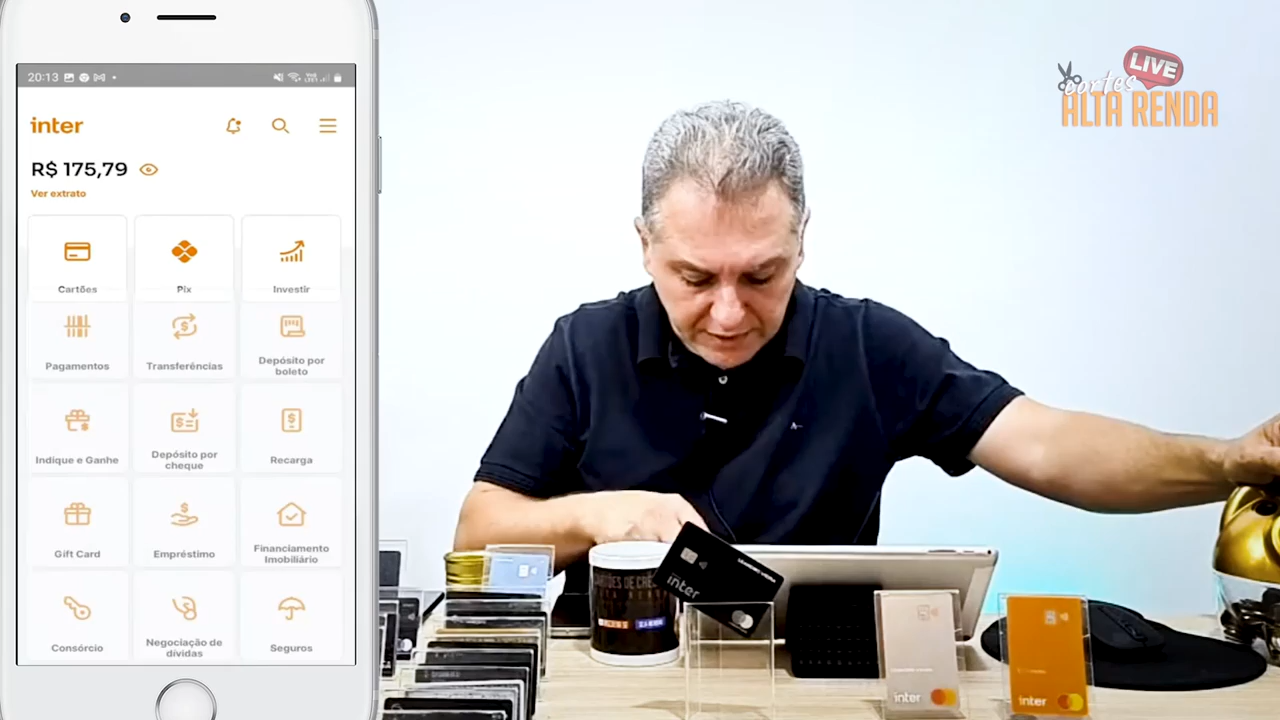 20:13
inter
R$ 175,79
Ver extrato
Cartões
Pix
Investir
Pagamentos
Transferências
Depósito por
boleto
Indique e Ganhe
Depósito por
cheque
Recarga
Gift Card
Empréstimo
Financiamento
Imobiliário
Consórcio
Negociação de
dívidas
Seguros
cortes
LIVE
ALTA RENDA
inter
inter
inter